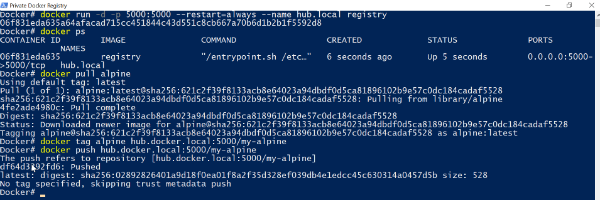 Private Docker Registry
Docker# docker run -d -p 5000:5000 --restart=always --name hub.local registry
06f831eda635a64afacad715cc451844c43d551c8cb667a70b6d1b2b1f5592d8
Docker# docker ps
CONTAINER ID IMAGE COMMAND CREATED STATUS PORTS
NAMES
06f831eda635 registry "/entrypoint.sh /etc…" 6 seconds ago Up 5 seconds 0.0.0.0:5000-
>5000/tcp hub.local
Docker# docker pull alpine
Using default tag: latest
Pull (1 of 1): alpine:latest@sha256:621c2f39f8133acb8e64023a94dbdf0d5ca81896102b9e57c0dc184cadaf5528
sha256:621c2f39f8133acb8e64023a94dbdf0d5ca81896102b9e57c0dc184cadaf5528: Pulling from library/alpine
4fe2ade4980c: Pull complete
Digest: sha256:621c2f39f8133acb8e64023a94dbdf0d5ca81896102b9e57c0dc184cadaf5528
Status: Downloaded newer image for alpine@sha256:621c2f39f8133acb8e64023a94dbdf0d5ca81896102b9e57c0dc184cadaf5528
Tagging alpine@sha256:621c2f39f8133acb8e64023a94dbdf0d5ca81896102b9e57c0dc184cadaf5528 as alpine:latest
Docker# docker tag alpine hub.docker.local:5000/my-alpine
Docker# docker push hub.docker.local:5000/my-alpine
The push refers to repository [hub.docker.local:5000/my-alpine]
df64d3292fd6: Pushed
latest: digest: sha256:02892826401a9d18f0ea01f8a2f35d328ef039db4e1edcc45c630314a0457d5b size: 528
No tag specified, skipping trust metadata push
Docker#